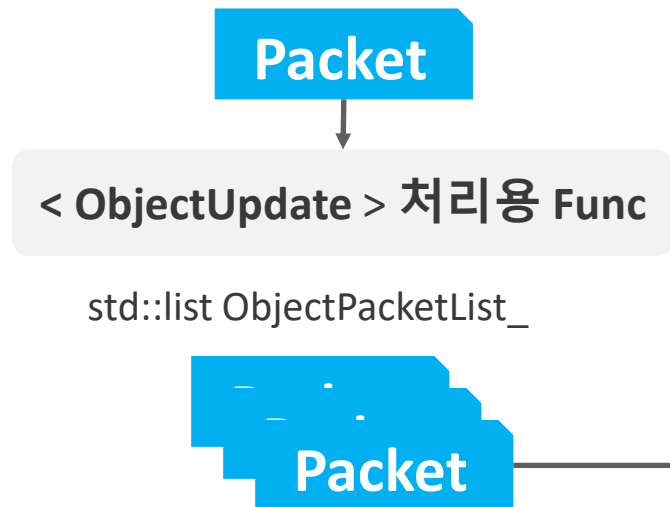 Packet
< ObjectUpdate > 처리용 Func
std::list ObjectPacketList_
Packet